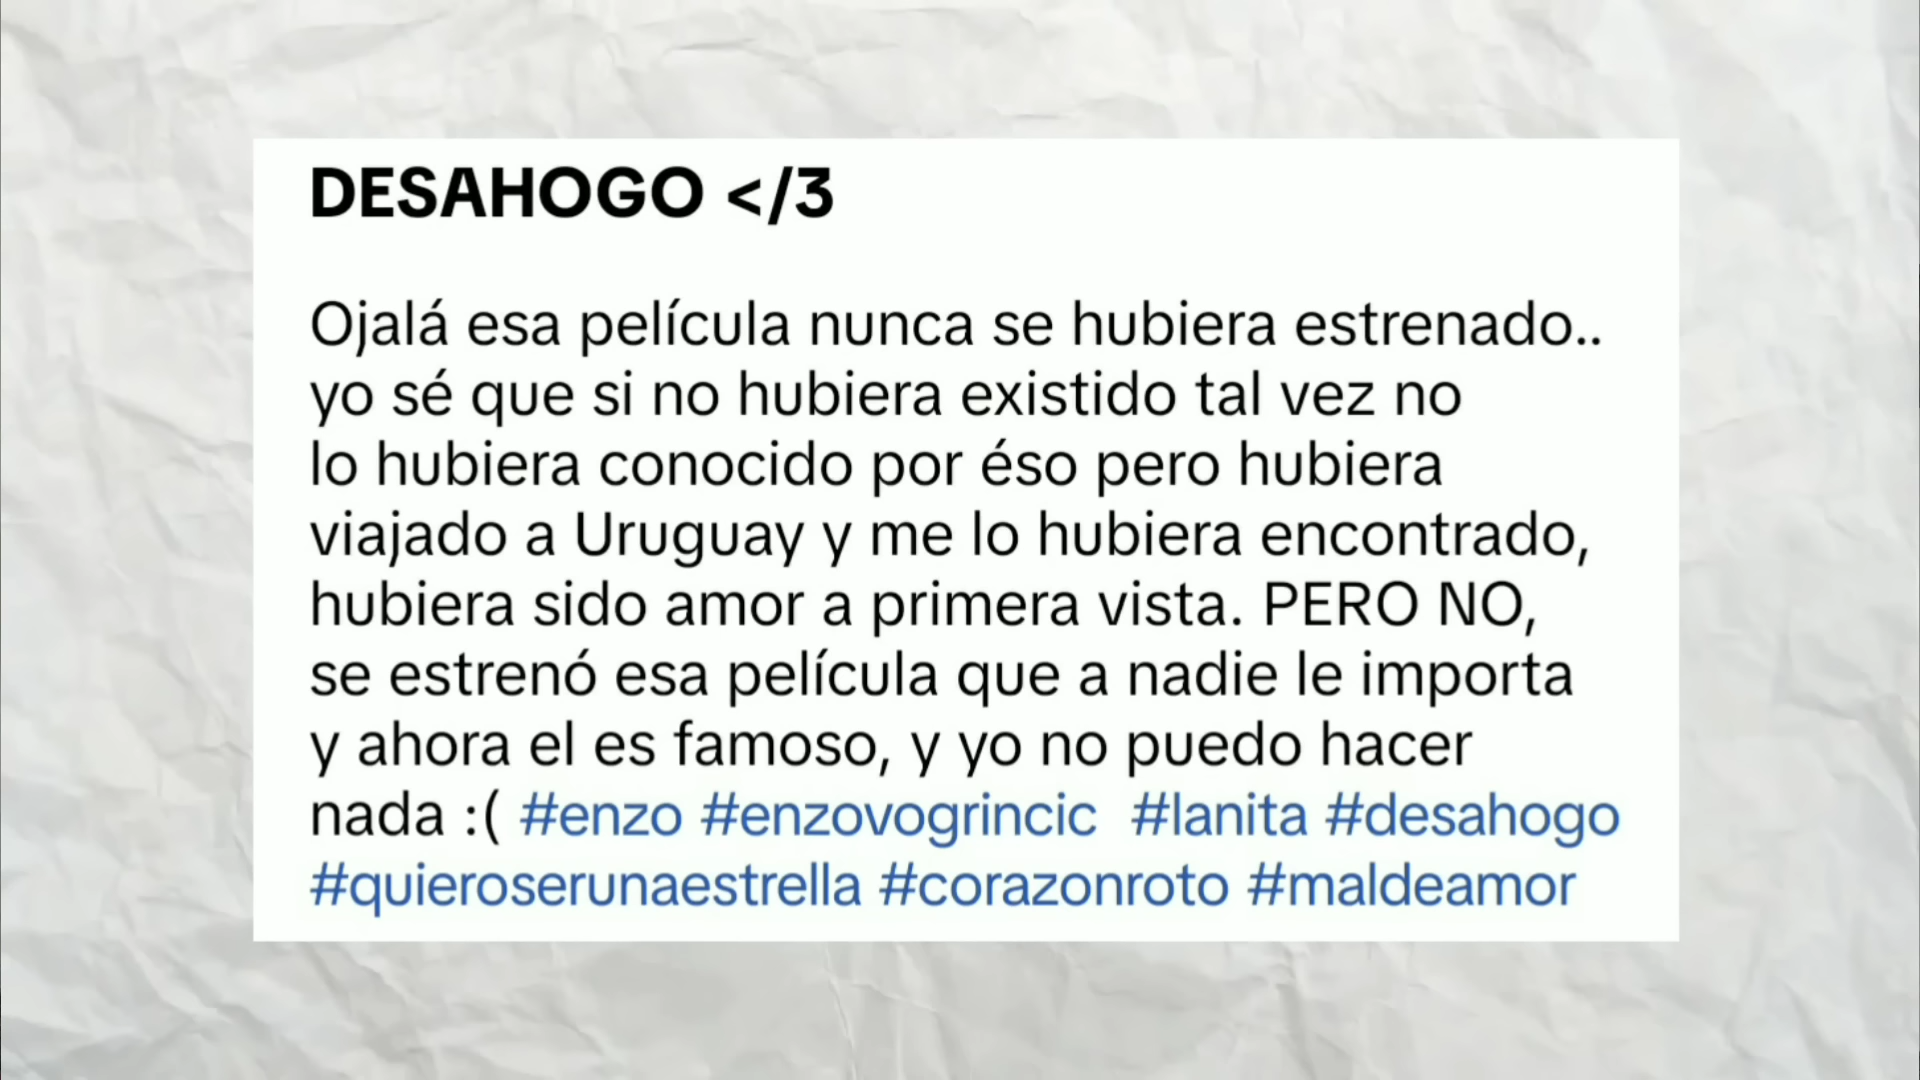 DESAHOGO </3
Ojalá esa película nunca se hubiera estrenado..
yo sé que si no hubiera existido tal vez no
lo hubiera conocido por éso pero hubiera
viajado a Uruguay y me lo hubiera encontrado,
hubiera sido amor a primera vista. PERO NO,
se estrenó esa película que a nadie le importa
y ahora el es famoso, y yo no puedo hacer
nada :( #enzo #enzovogrincic #lanita #desahogo
#quieroserunaestrella #corazonroto #maldeamor